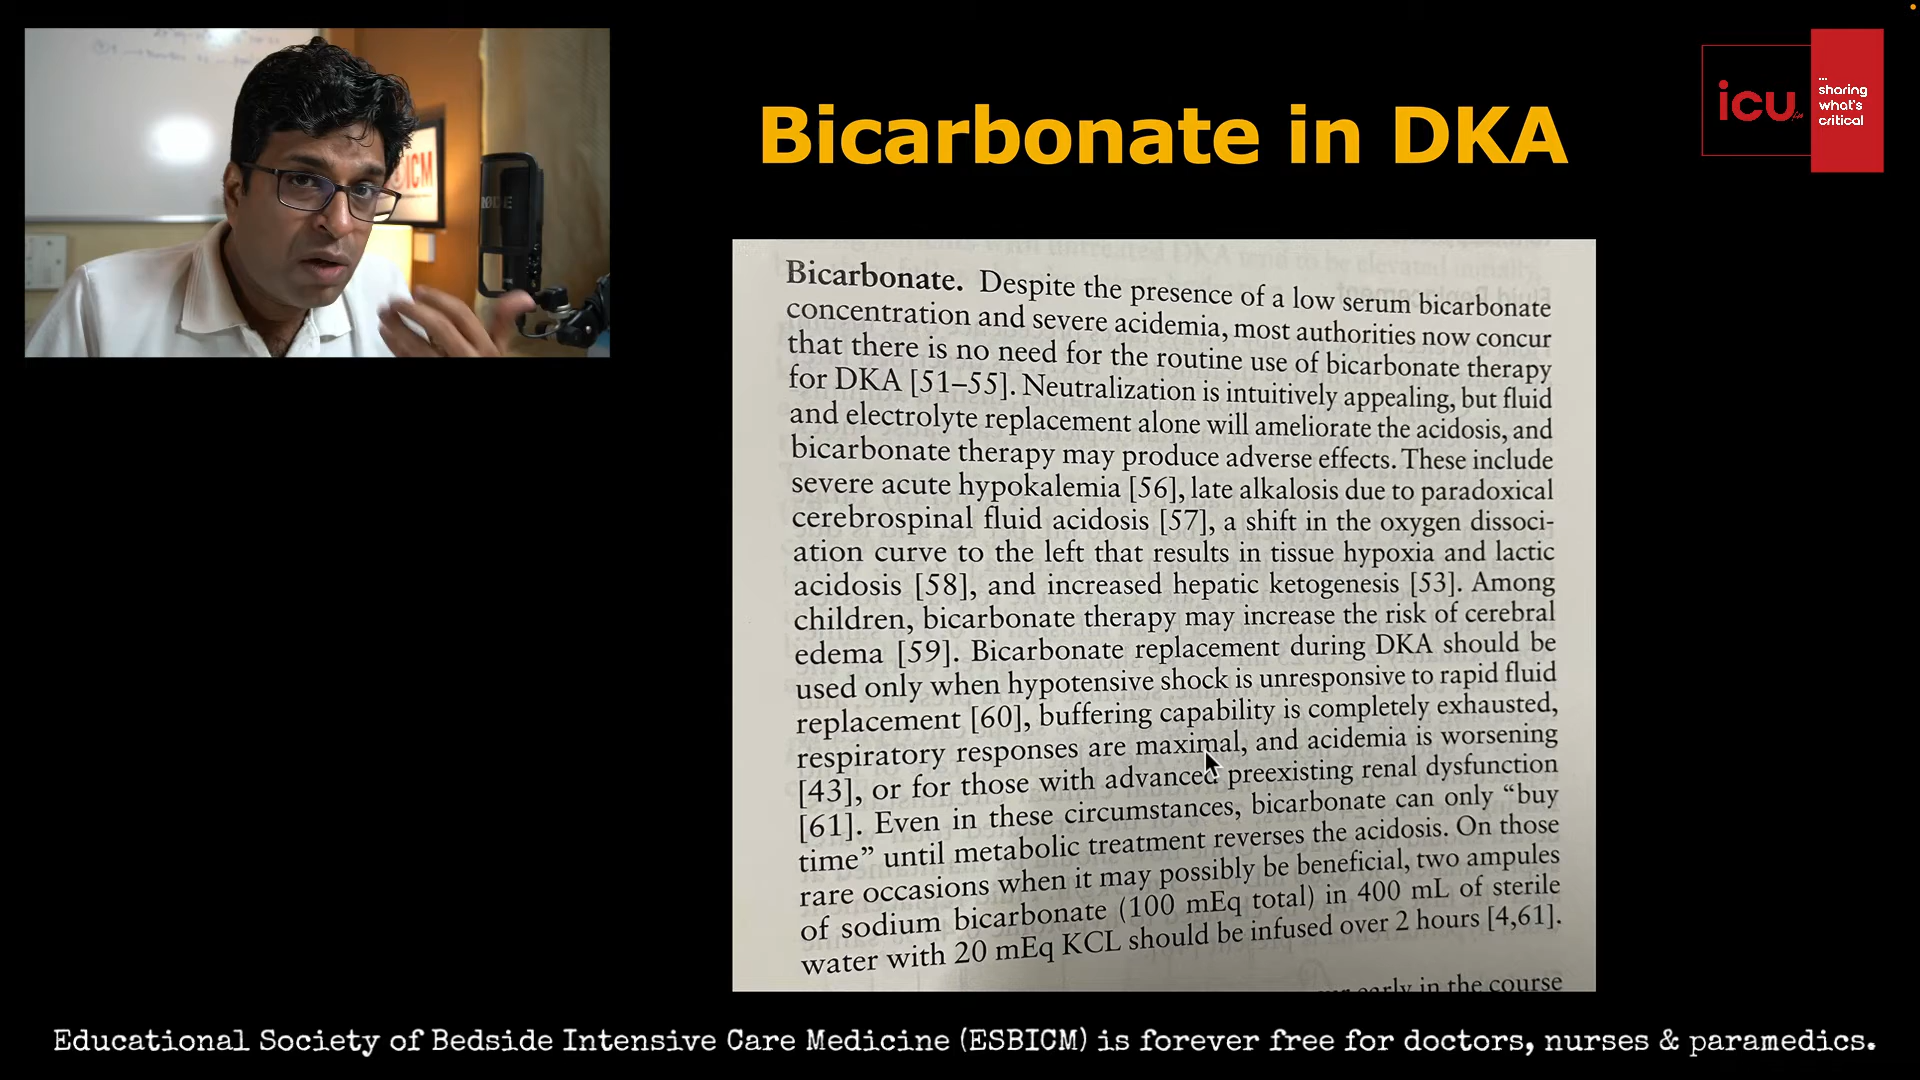 Bicarbonate in DKA
icu
...
sharing
what's
critical
ICM
RØDE
Bicarbonate. Despite the presence of a low serum bicarbonate
concentration and severe acidemia, most authorities now concur
that there is no need for the routine use of bicarbonate therapy
for DKA [51–55]. Neutralization is intuitively appealing, but fluid
and electrolyte replacement alone will ameliorate the acidosis, and
bicarbonate therapy may produce adverse effects. These include
severe acute hypokalemia [56], late alkalosis due to paradoxical
cerebrospinal fluid acidosis [57], a shift in the oxygen dissoci-
ation curve to the left that results in tissue hypoxia and lactic
acidosis [58], and increased hepatic ketogenesis [53]. Among
children, bicarbonate therapy may increase the risk of cerebral
edema [59]. Bicarbonate replacement during DKA should be
used only when hypotensive shock is unresponsive to rapid fluid
replacement [60], buffering capability is completely exhausted,
respiratory responses are maximal, and acidemia is worsening
[43], or for those with advanced preexisting renal dysfunction
[61]. Even in these circumstances, bicarbonate can only “buy
time” until metabolic treatment reverses the acidosis. On those
rare occasions when it may possibly be beneficial, two ampules
of sodium bicarbonate (100 mEq total) in 400 mL of sterile
water with 20 mEq KCL should be infused over 2 hours [4,61].
early in the course
Educational Society of Bedside Intensive Care Medicine (ESBICM) is forever free for doctors, nurses & paramedics.